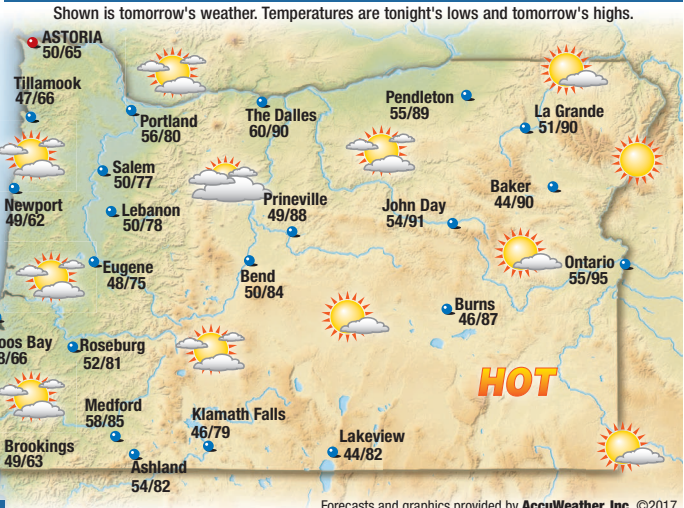 Shown is tomorrow's weather. Temperatures are tonight's lows and tomorrow's highs.
ASTORIA
50/65
Tillamook
47/66
Portland
56/80
The Dalles
60/90
Pendleton
55/89
La Grande
51/90
Salem
50/77
Newport
49/62
Lebanon
50/78
Prineville
49/88
John Day
54/91
Baker
44/90
Eugene
48/75
Bend
50/84
Ontario
55/95
Burns
46/87
oos Bay
/66
Roseburg
52/81
HOT
Medford
58/85
Klamath Falls
46/79
Brookings
49/63
Ashland
54/82
Lakeview
44/82
Forecasts and graphics provided by AccuWeather, Inc. ©2017